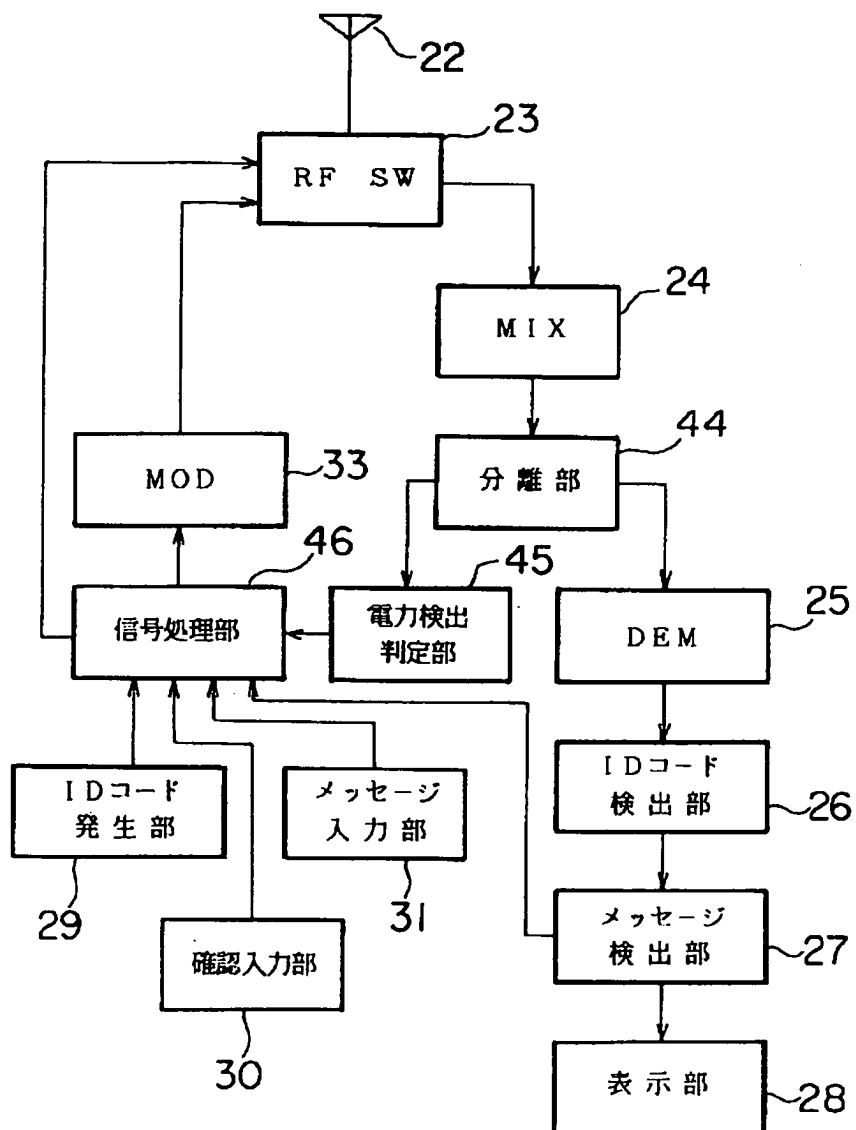 22
23
RF SW
24
MIX
44
分離部
33
MOD
46
45
信号処理部
電力検出
判定部
25
DEM
IDコード
発生部
メッセージ
入力部
IDコード
検出部
26
29
31
確認入力部
メッセージ
検出部
27
30
表示部
28